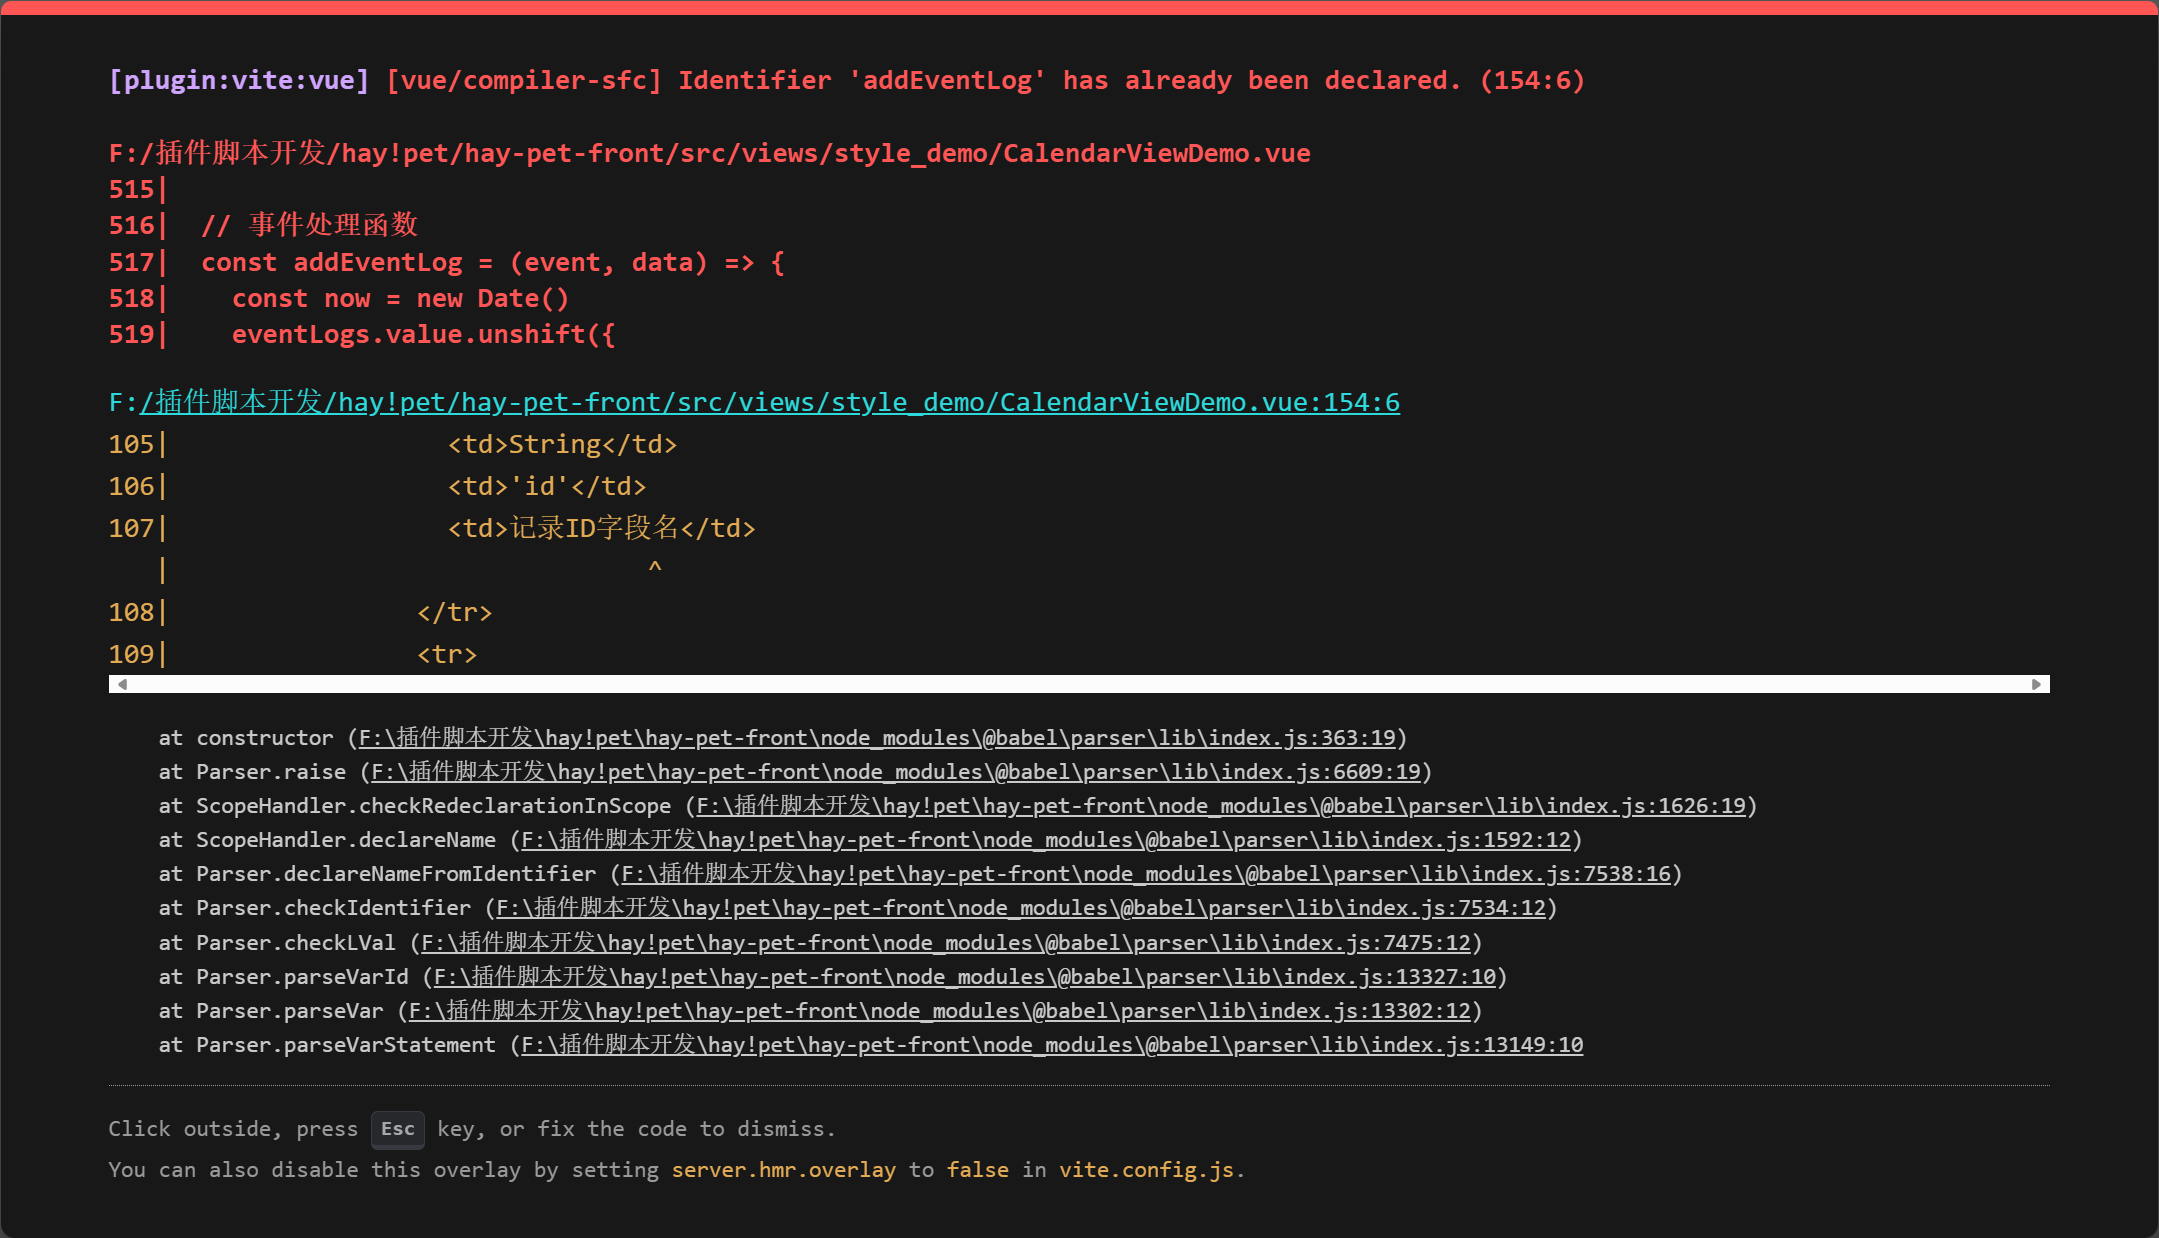 [plugin:vite:vue] [vue/compiler-sfc] Identifier 'addEventLog' has already been declared. (154:6)
F:/插件脚本开发/hay!pet/hay-pet-front/src/views/style_demo/CalendarViewDemo.vue
515|
516|  // 事件处理函数
517|  const addEventLog = (event, data) => {
518|    const now = new Date()
519|    eventLogs.value.unshift({
F:/插件脚本开发/hay!pet/hay-pet-front/src/views/style_demo/CalendarViewDemo.vue:154:6
105|                  <td>String</td>
106|                  <td>'id'</td>
107|                  <td>记录ID字段名</td>
   |                               ^
108|                </tr>
109|                <tr>
    at constructor (F:\插件脚本开发\hay!pet\hay-pet-front\node_modules\@babel\parser\lib\index.js:363:19)
    at Parser.raise (F:\插件脚本开发\hay!pet\hay-pet-front\node_modules\@babel\parser\lib\index.js:6609:19)
    at ScopeHandler.checkRedeclarationInScope (F:\插件脚本开发\hay!pet\hay-pet-front\node_modules\@babel\parser\lib\index.js:1626:19)
    at ScopeHandler.declareName (F:\插件脚本开发\hay!pet\hay-pet-front\node_modules\@babel\parser\lib\index.js:1592:12)
    at Parser.declareNameFromIdentifier (F:\插件脚本开发\hay!pet\hay-pet-front\node_modules\@babel\parser\lib\index.js:7538:16)
    at Parser.checkIdentifier (F:\插件脚本开发\hay!pet\hay-pet-front\node_modules\@babel\parser\lib\index.js:7534:12)
    at Parser.checkLVal (F:\插件脚本开发\hay!pet\hay-pet-front\node_modules\@babel\parser\lib\index.js:7475:12)
    at Parser.parseVarId (F:\插件脚本开发\hay!pet\hay-pet-front\node_modules\@babel\parser\lib\index.js:13327:10)
    at Parser.parseVar (F:\插件脚本开发\hay!pet\hay-pet-front\node_modules\@babel\parser\lib\index.js:13302:12)
    at Parser.parseVarStatement (F:\插件脚本开发\hay!pet\hay-pet-front\node_modules\@babel\parser\lib\index.js:13149:10
Click outside, press Esc key, or fix the code to dismiss.
You can also disable this overlay by setting server.hmr.overlay to false in vite.config.js.